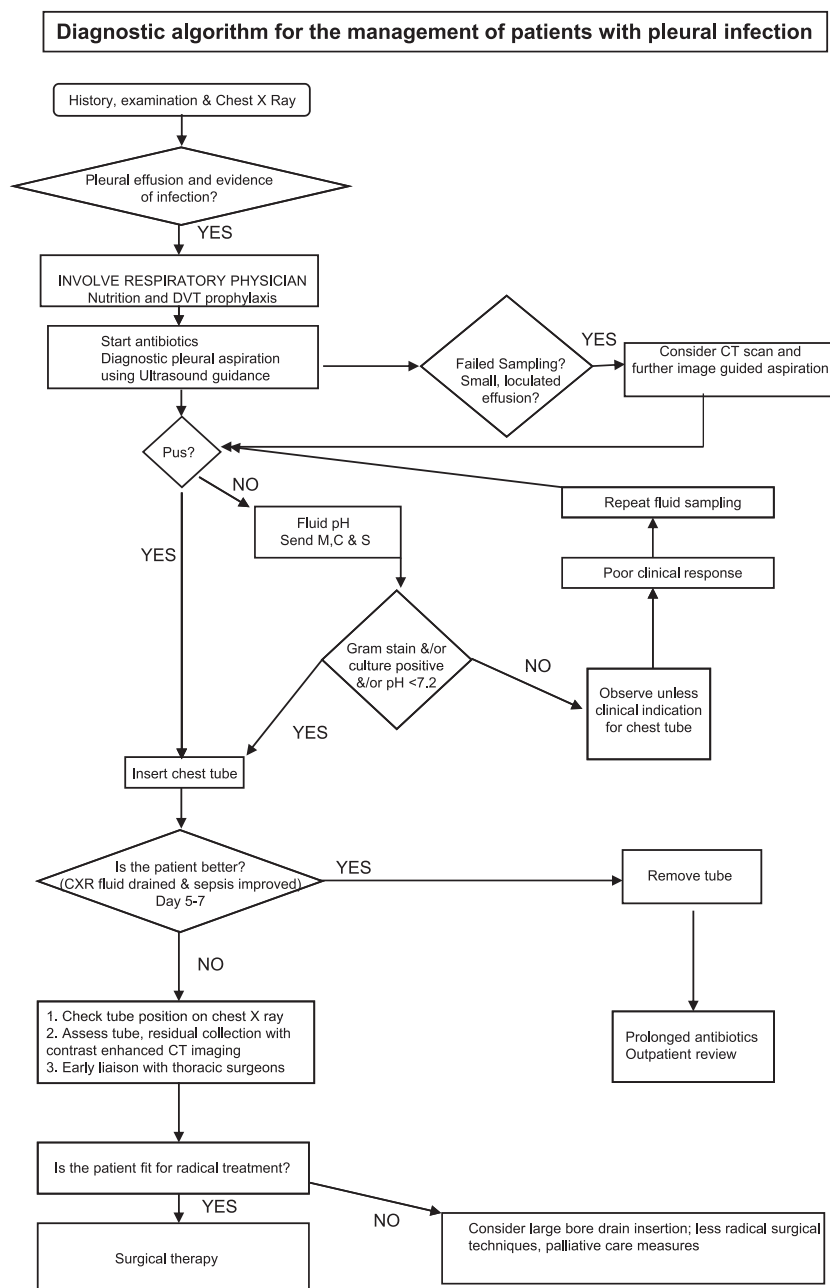 Diagnostic algorithm for the management of patients with pleural infection
History, examination & Chest X Ray
Pleural effusion and evidence
of infection?
YES
INVOLVE RESPIRATORY PHYSICIAN
Nutrition and DVT prophylaxis
Start antibiotics
Diagnostic pleural aspiration
using Ultrasound guidance
Failed Sampling?
Small, loculated
effusion?
YES
Consider CT scan and
further image guided aspiration
Pus?
NO
YES
Fluid pH
Send M,C & S
Repeat fluid sampling
Poor clinical response
Gram stain &/or
culture positive
&/or pH <7.2
NO
Observe unless
clinical indication
for chest tube
YES
Insert chest tube
Is the patient better?
(CXR fluid drained & sepsis improved)
Day 5-7
YES
Remove tube
NO
1. Check tube position on chest X ray
2. Assess tube, residual collection with
contrast enhanced CT imaging
3. Early liaison with thoracic surgeons
Prolonged antibiotics
Outpatient review
Is the patient fit for radical treatment?
YES
NO
Surgical therapy
Consider large bore drain insertion; less radical surgical
techniques, palliative care measures